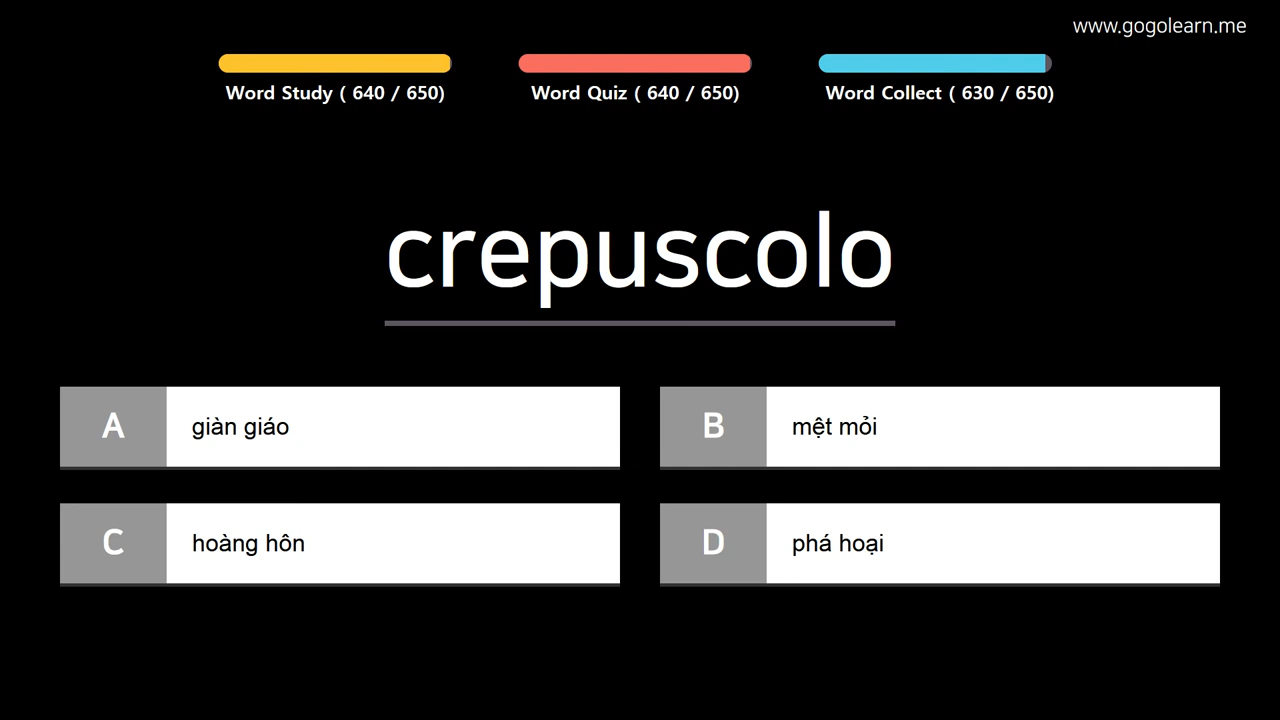 www.gogolearn.me
Word Study ( 640 / 650)
Word Quiz ( 640 / 650)
Word Collect ( 630 / 650)
crepuscolo
A giàn giáo
B mệt mỏi
C hoàng hôn
D phá hoại